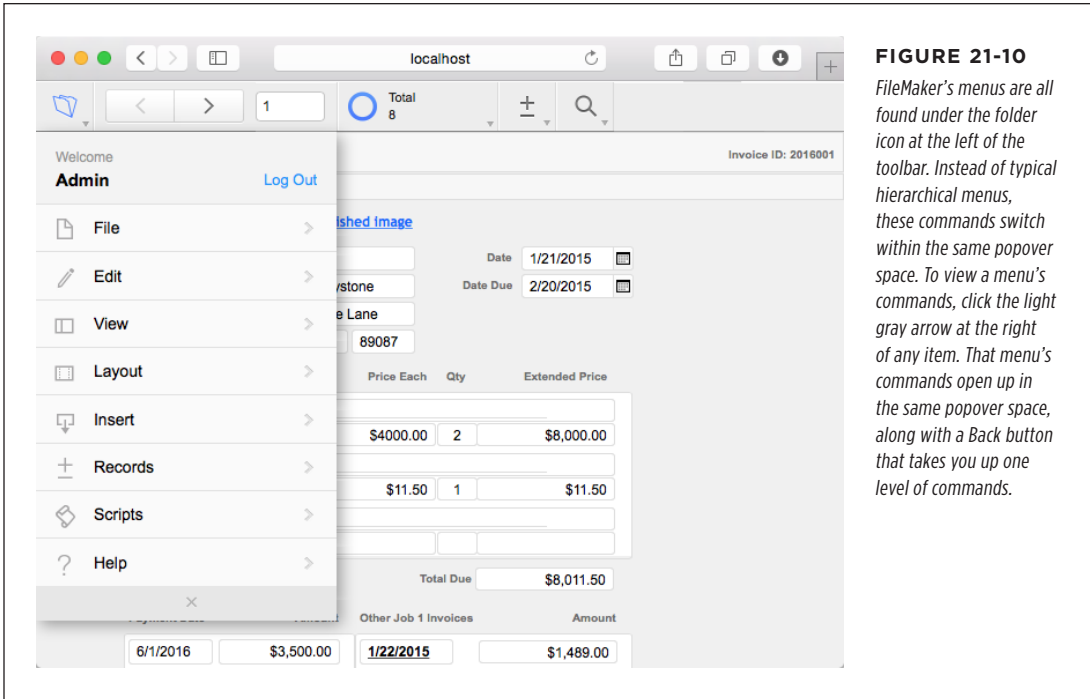 localhost
1
Total
8
Welcome
Admin
Log Out
File
Edit
View
Layout
Insert
Records
Scripts
Help
Invoice ID: 2016001
ished image
Date 1/21/2015
ystone Date Due 2/20/2015
e Lane
89087
Price Each Qty Extended Price
$4000.00 2 $8,000.00
$11.50 1 $11.50
Total Due $8,011.50
Other Job 1 Invoices Amount
6/1/2016 $3,500.00 1/22/2015 $1,489.00
FIGURE 21-10
FileMaker’s menus are all
found under the folder
icon at the left of the
toolbar. Instead of typical
hierarchical menus,
these commands switch
within the same popover
space. To view a menu’s
commands, click the light
gray arrow at the right
of any item. That menu’s
commands open up in
the same popover space,
along with a Back button
that takes you up one
level of commands.